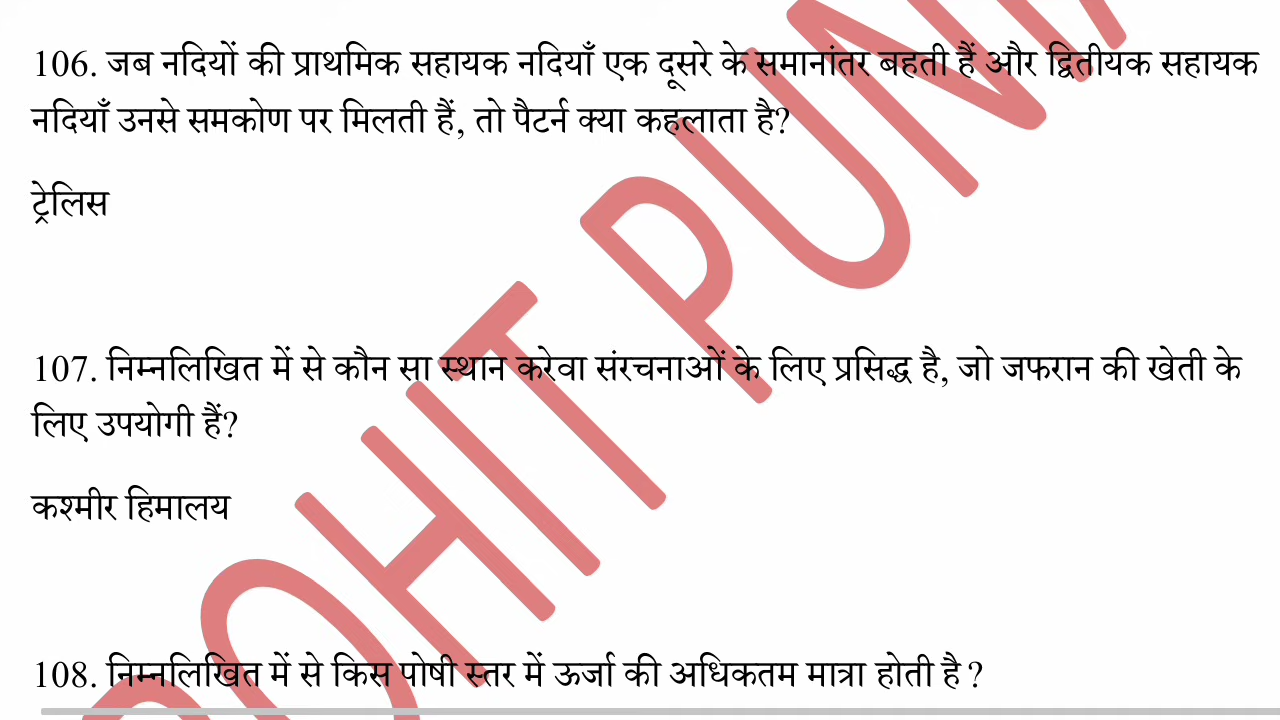 106. जब नदियों की प्राथमिक सहायक नदियाँ एक दूसरे के समानांतर बहती हैं और द्वितीयक सहायक
नदियाँ उनसे समकोण पर मिलती हैं, तो पैटर्न क्या कहलाता है?
ट्रेलिस
107. निम्नलिखित में से कौन सा स्थान करेवा संरचनाओं के लिए प्रसिद्ध है, जो जफरान की खेती के
लिए उपयोगी हैं?
कश्मीर हिमालय
108. निम्नलिखित में से किस पोषी स्तर में ऊर्जा की अधिकतम मात्रा होती है ?